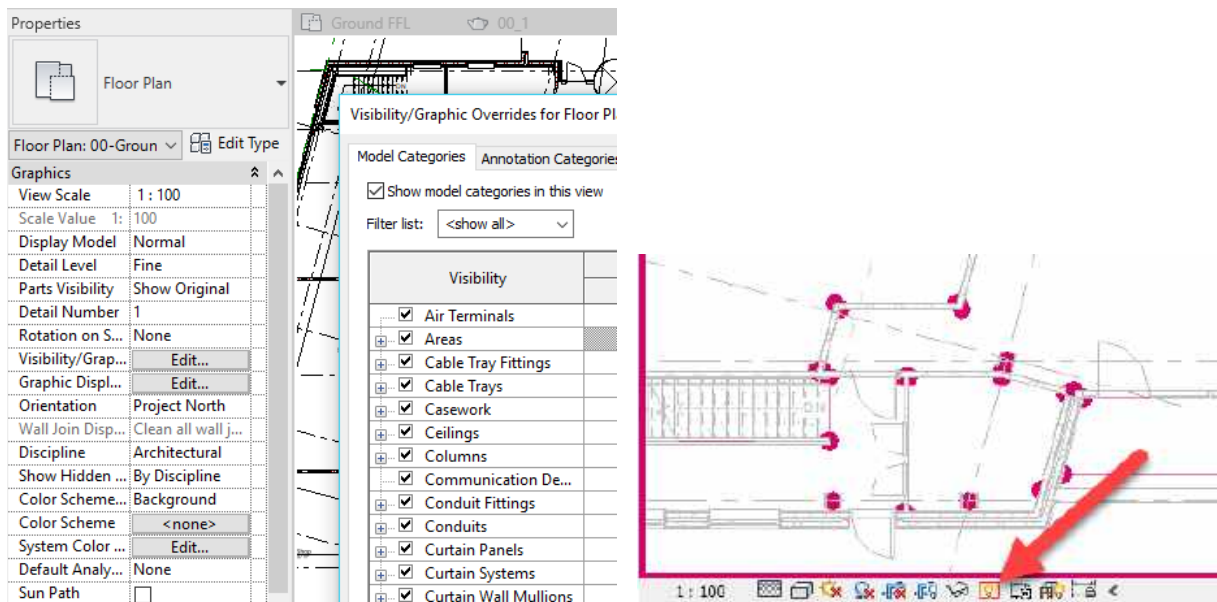 Properties
Floor Plan
Floor Plan: 00-Groun
Edit Type
Graphics
View Scale 1 : 100
Scale Value 1: 100
Display Model Normal
Detail Level Fine
Parts Visibility Show Original
Detail Number 1
Rotation on S... None
Visibility/Grap... Edit...
Graphic Displ... Edit...
Orientation Project North
Wall Join Disp... Clean all wall j...
Discipline Architectural
Show Hidden ... By Discipline
Color Scheme... Background
Color Scheme <none>
System Color ... Edit...
Default Analy... None
Sun Path
Ground FFL
00_1
Visibility/Graphic Overrides for Floor Pl
Model Categories
Annotation Categories
Show model categories in this view
Filter list: <show all>
Visibility
Air Terminals
Areas
Cable Tray Fittings
Cable Trays
Casework
Ceilings
Columns
Communication De...
Conduit Fittings
Conduits
Curtain Panels
Curtain Systems
Curtain Wall Mullions
1 : 100